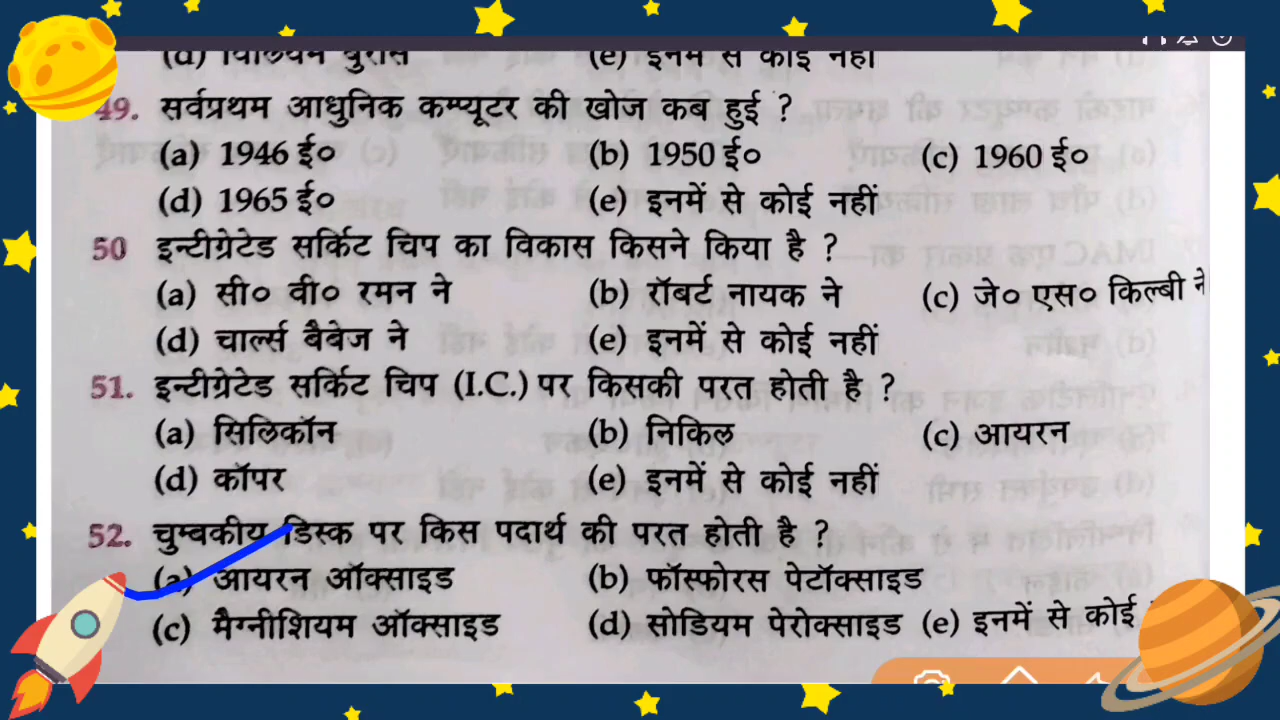 (d) विलियम बुरोस (e) इनमें से कोई नहीं
49. सर्वप्रथम आधुनिक कम्प्यूटर की खोज कब हुई ?
(a) 1946 ई० (b) 1950 ई० (c) 1960 ई०
(d) 1965 ई० (e) इनमें से कोई नहीं
50 इन्टीग्रेटेड सर्किट चिप का विकास किसने किया है ?
(a) सी० वी० रमन ने (b) रॉबर्ट नायक ने (c) जे० एस० किल्बी ने
(d) चार्ल्स बैबेज ने (e) इनमें से कोई नहीं
51. इन्टीग्रेटेड सर्किट चिप (I.C.) पर किसकी परत होती है ?
(a) सिलिकॉन (b) निकिल (c) आयरन
(d) कॉपर (e) इनमें से कोई नहीं
52. चुम्बकीय डिस्क पर किस पदार्थ की परत होती है ?
(a) आयरन ऑक्साइड (b) फॉस्फोरस पेटॉक्साइड
(c) मैग्नीशियम ऑक्साइड (d) सोडियम पेरोक्साइड (e) इनमें से कोई